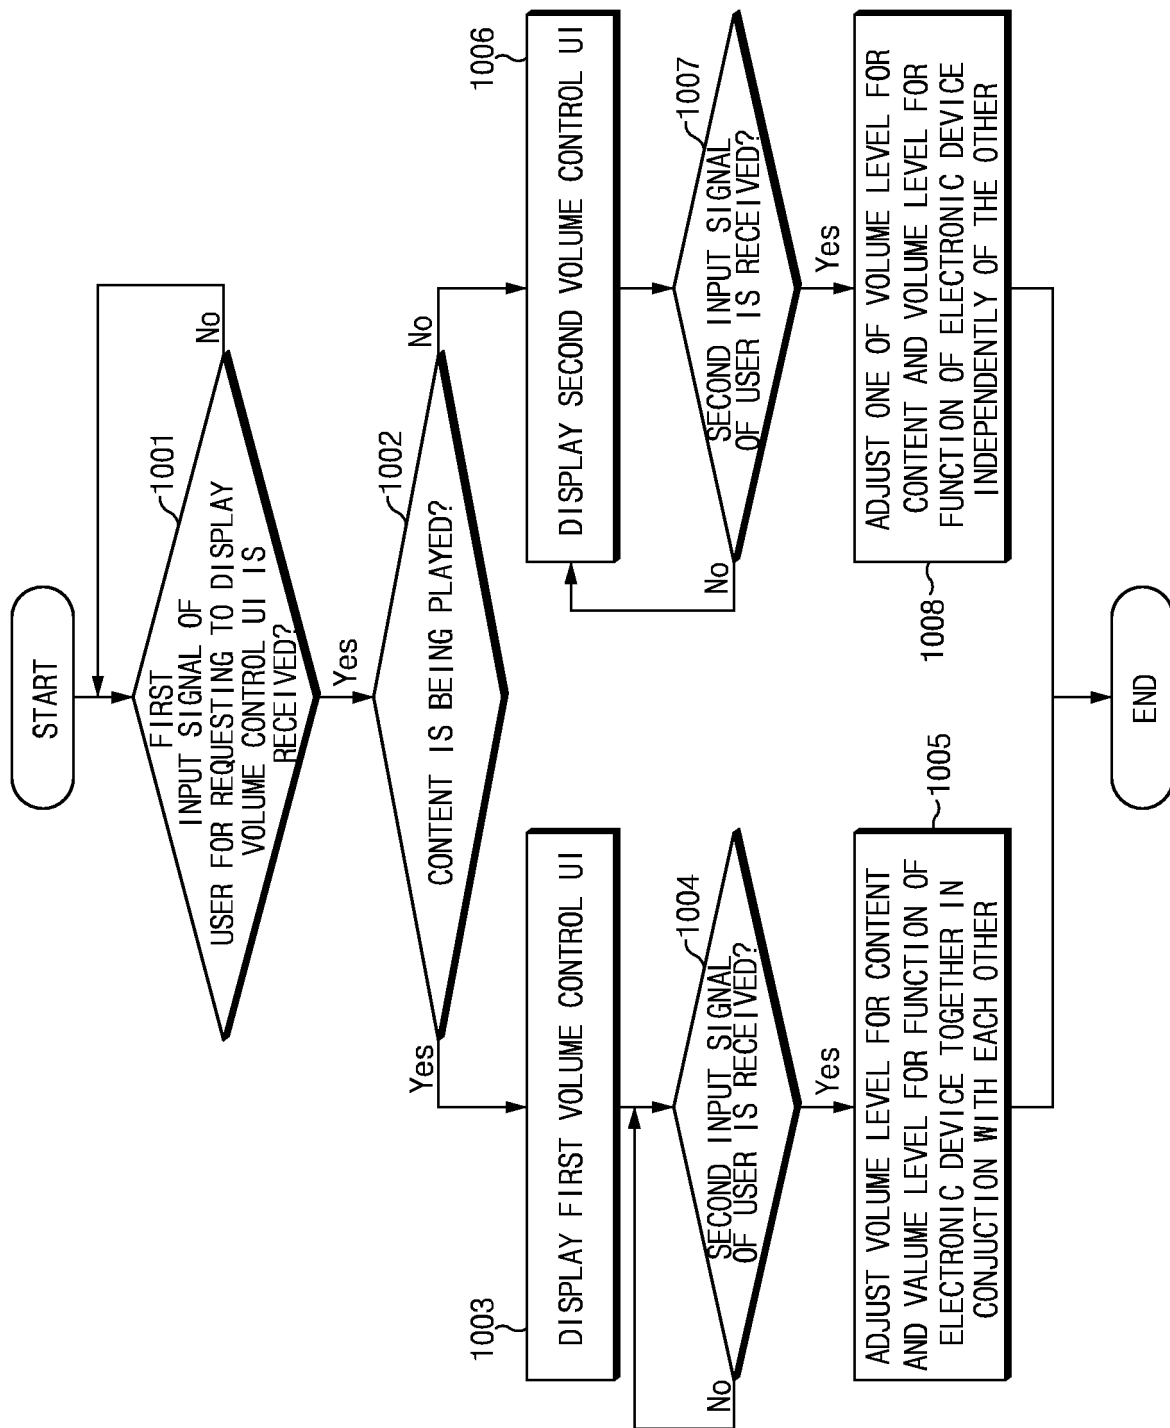 START
FIRST
INPUT SIGNAL OF
USER FOR REQUESTING TO DISPLAY
VOLUME CONTROL UI IS
RECEIVED?
1001
No
Yes
CONTENT IS BEING PLAYED?
1002
Yes
No
1003
DISPLAY FIRST VOLUME CONTROL UI
SECOND INPUT SIGNAL
OF USER IS RECEIVED?
1004
No
Yes
ADJUST VOLUME LEVEL FOR CONTENT
AND VALUME LEVEL FOR FUNCTION OF
ELECTRONIC DEVICE TOGETHER IN
CONJUCTION WITH EACH OTHER
1005
1006
DISPLAY SECOND VOLUME CONTROL UI
SECOND INPUT SIGNAL
OF USER IS RECEIVED?
1007
No
Yes
ADJUST ONE OF VOLUME LEVEL FOR
CONTENT AND VOLUME LEVEL FOR
FUNCTION OF ELECTRONIC DEVICE
INDEPENDENTLY OF THE OTHER
1008
END